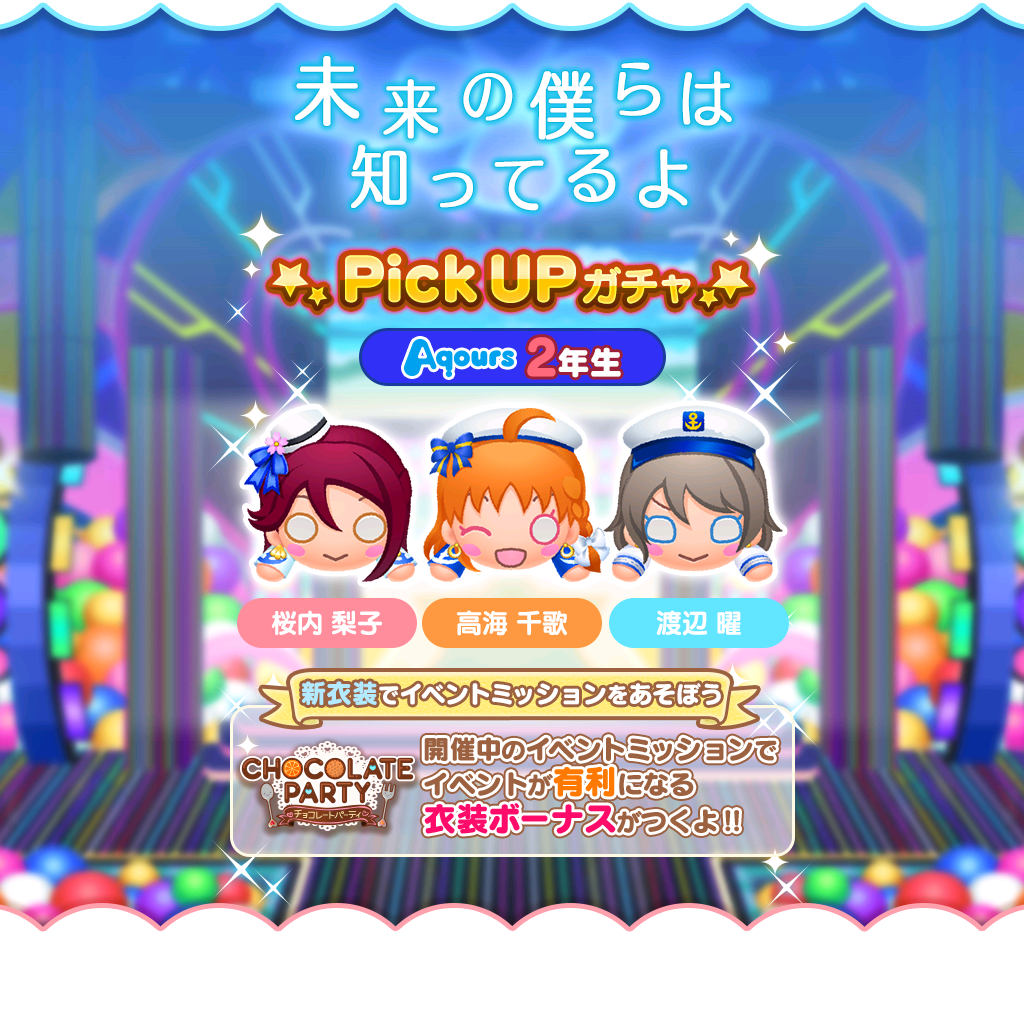 未来の僕らは
知ってるよ
Pick UPガチャ
Aqours 2年生
桜内 梨子
高海 千歌
渡辺 曜
新衣装でイベントミッションをあそぼう
CHOCOLATE
PARTY
チョコレートパーティ
開催中のイベントミッションで
イベントが有利になる
衣装ボーナスがつくよ!!